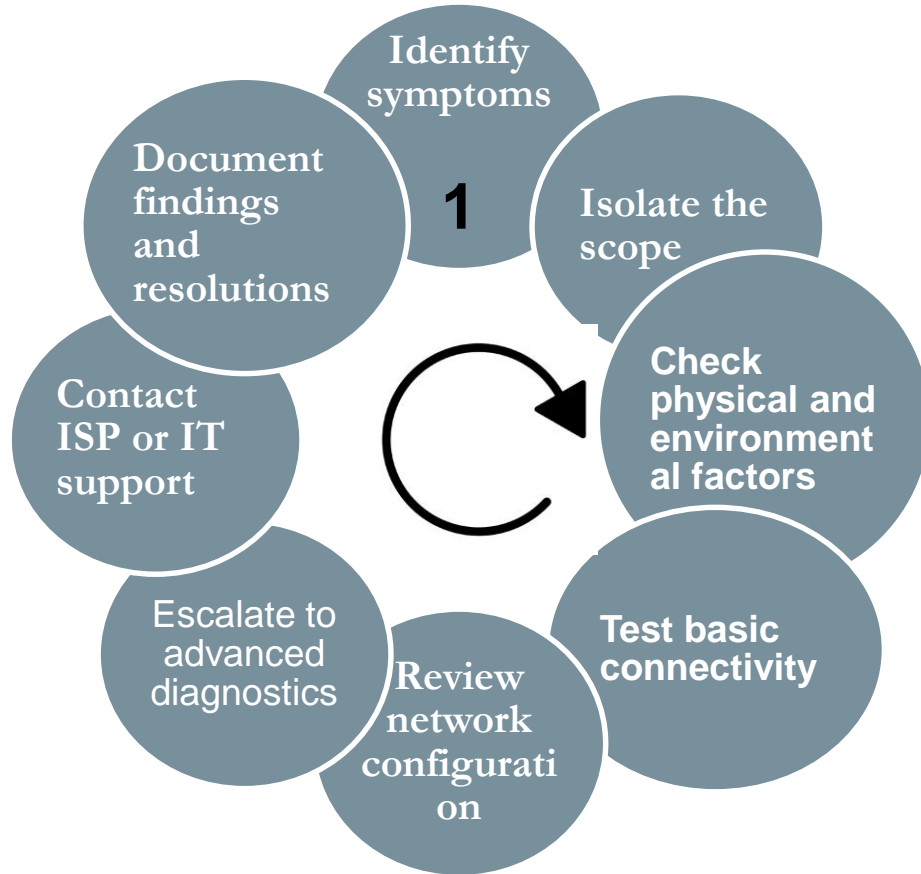 Identify
symptoms
1
Isolate the
scope
Check
physical and
environment
al factors
Test basic
connectivity
Review
network
configurati
on
Escalate to
advanced
diagnostics
Contact
ISP or IT
support
Document
findings
and
resolutions